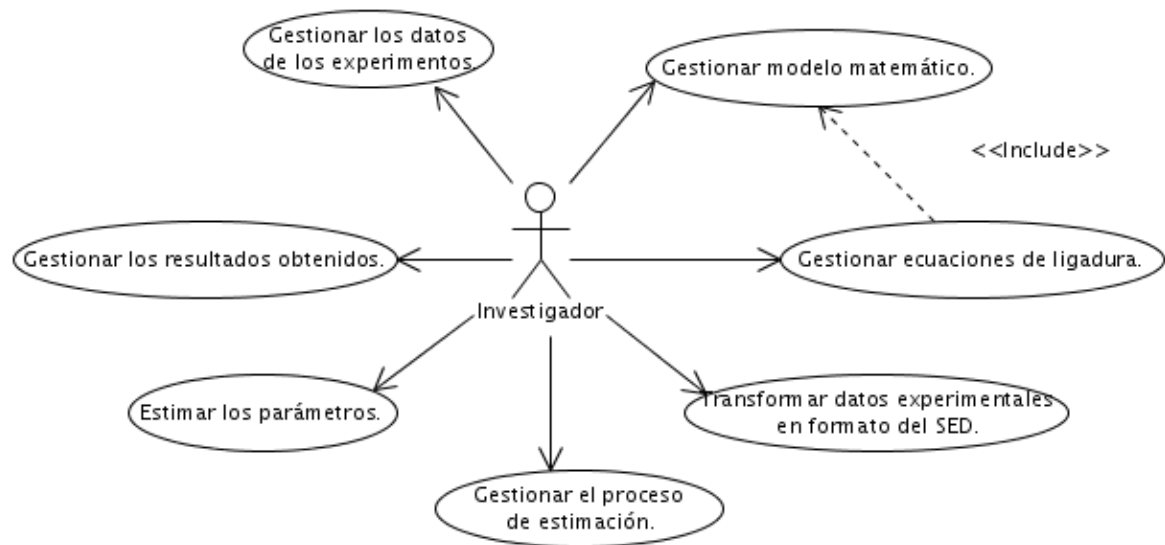 Gestionar los datos
de los experimentos.
Gestionar modelo matemático.
<<Include>>
Gestionar los resultados obtenidos.
Gestionar ecuaciones de ligadura.
Investigador
Estimar los parámetros.
Transformar datos experimentales
en formato del SED.
Gestionar el proceso
de estimación.